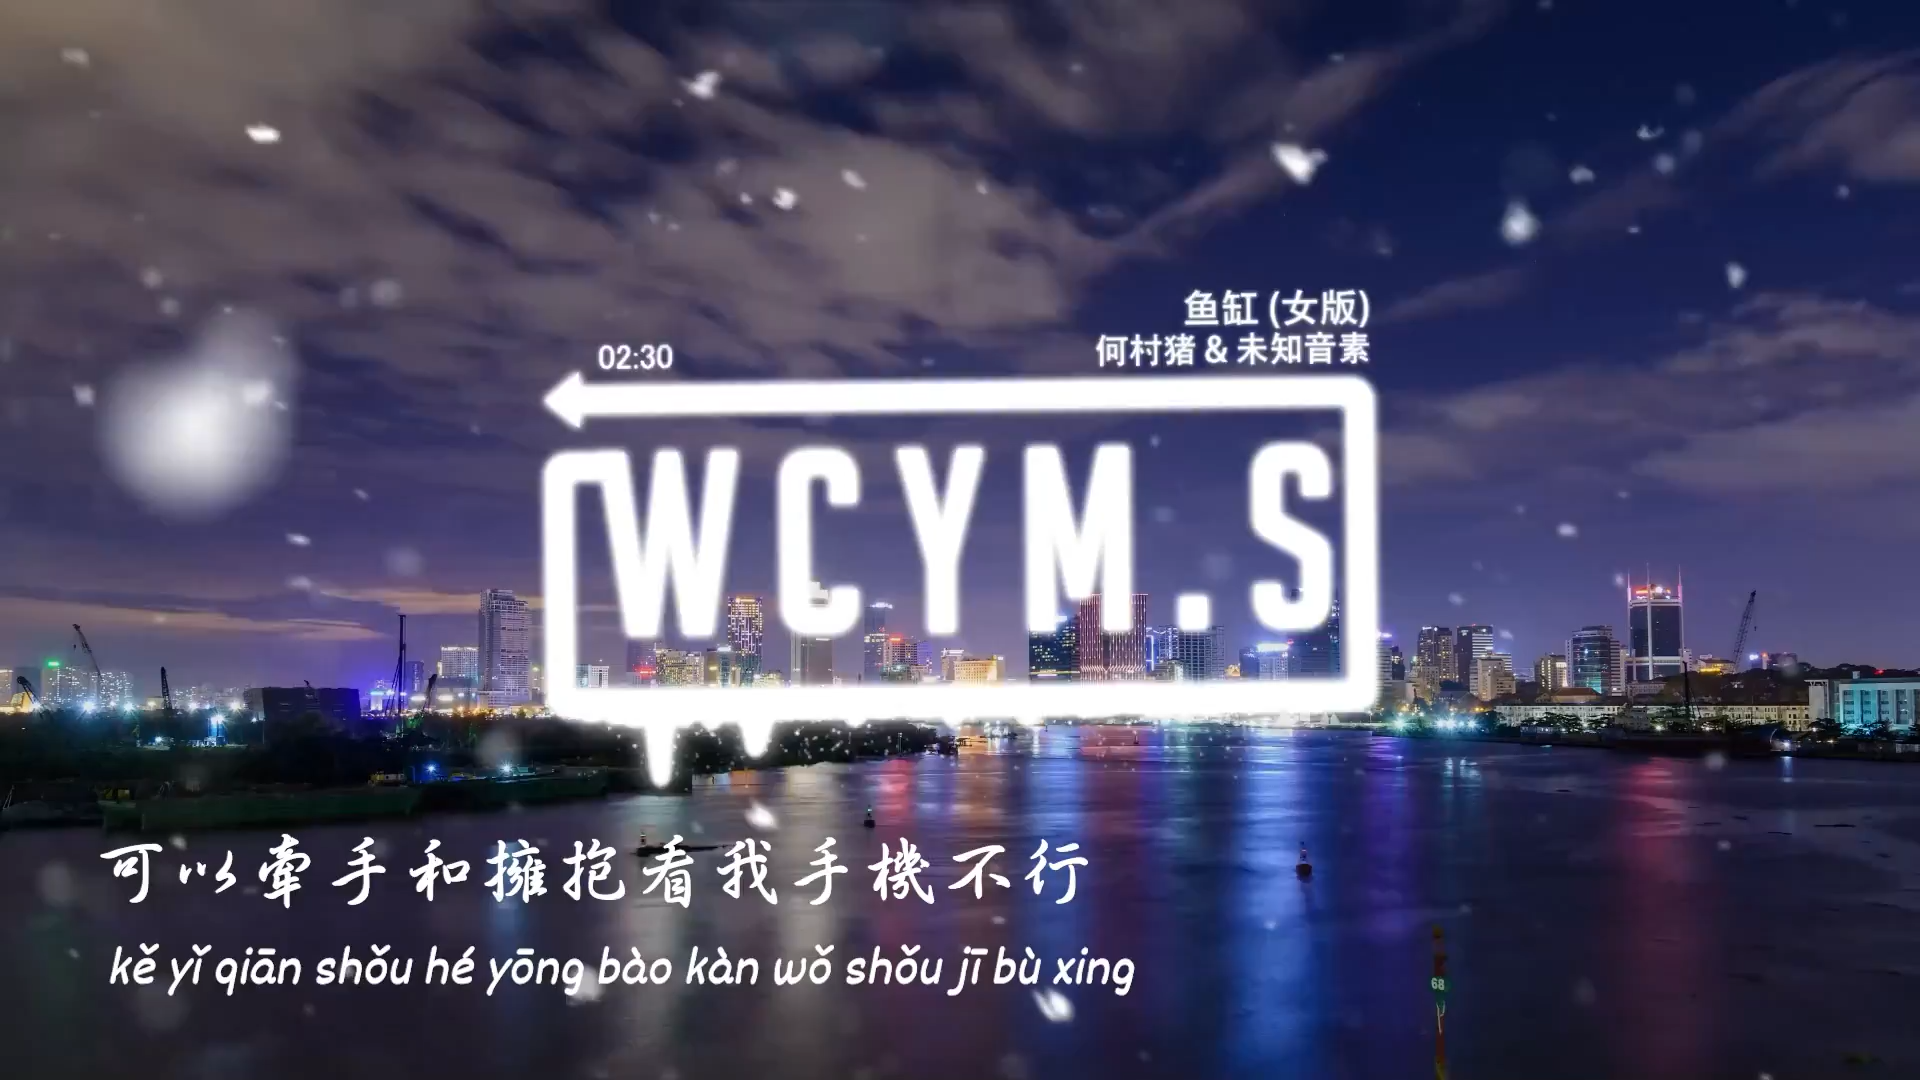 鱼缸 (女版)
何村猪 & 未知音素
02:30
WCYM.S
可以牽手和擁抱看我手機不行
kě yǐ qiān shǒu hé yōng bào kàn wǒ shǒu jī bù xing
68